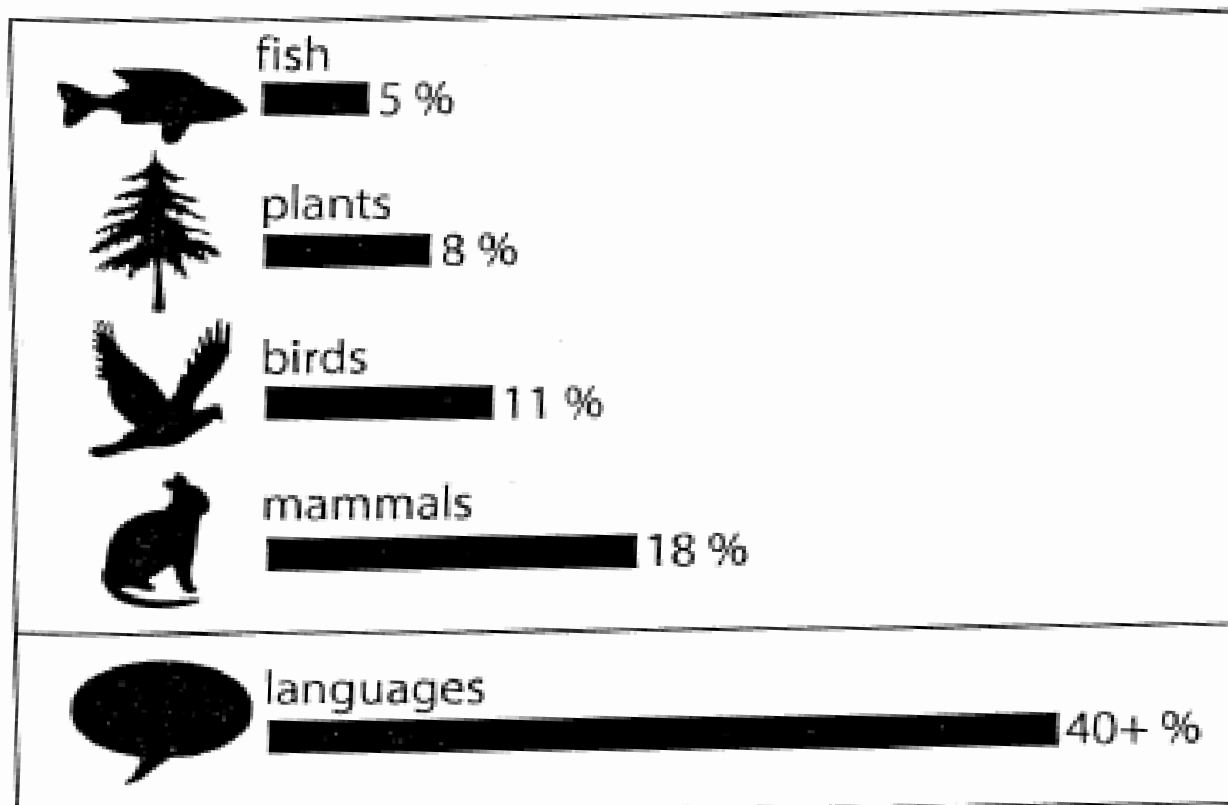 fish
5 %
plants
8 %
birds
11 %
mammals
18 %
languages
40+ %